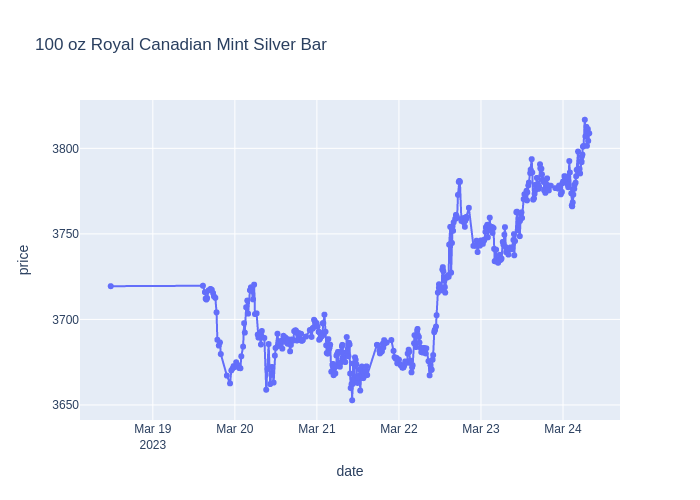 100 oz Royal Canadian Mint Silver Bar
price
3800
3750
3700
3650
Mar 19
2023
Mar 20
Mar 21
Mar 22
Mar 23
Mar 24
date